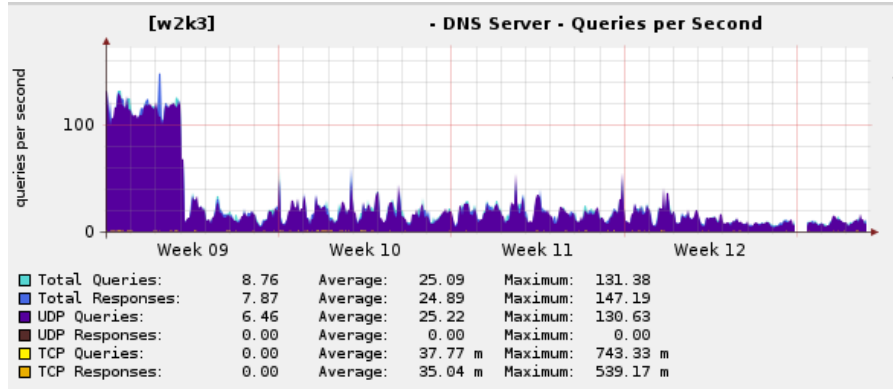 [w2k3] - DNS Server - Queries per Second
queries per second
100
0
Week 09 Week 10 Week 11 Week 12
Total Queries: 8.76 Average: 25.09 Maximum: 131.38
Total Responses: 7.87 Average: 24.89 Maximum: 147.19
UDP Queries: 6.46 Average: 25.22 Maximum: 130.63
UDP Responses: 0.00 Average: 0.00 Maximum: 0.00
TCP Queries: 0.00 Average: 37.77 m Maximum: 743.33 m
TCP Responses: 0.00 Average: 35.04 m Maximum: 539.17 m